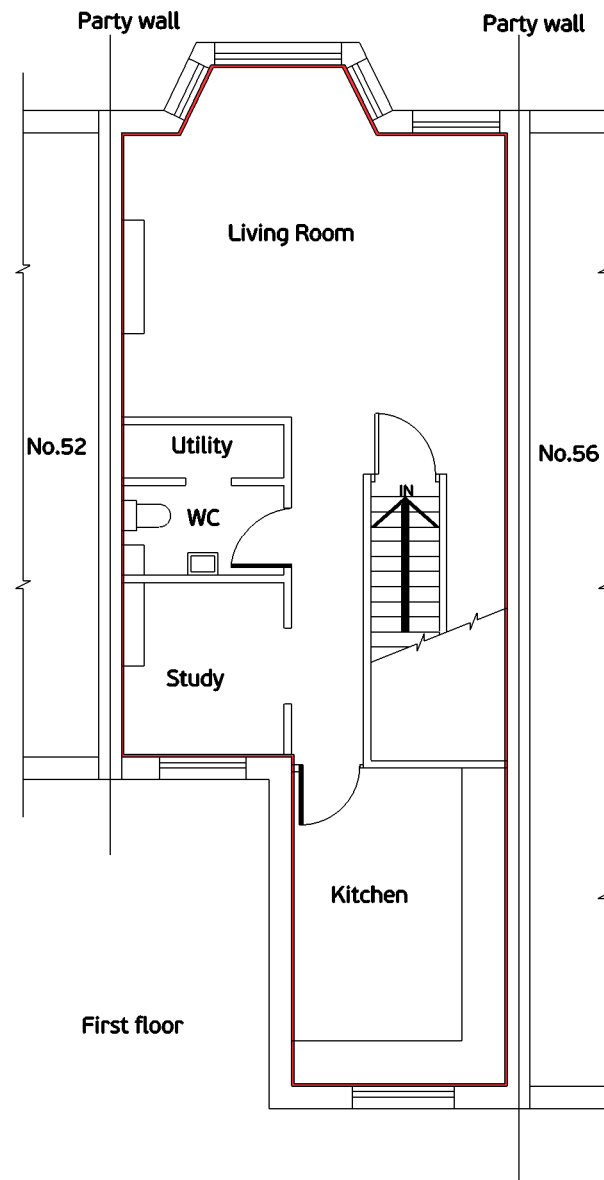 Party wall
Party wall
Living Room
No.52
Utility
No.56
IN
WC
Study
Kitchen
First floor